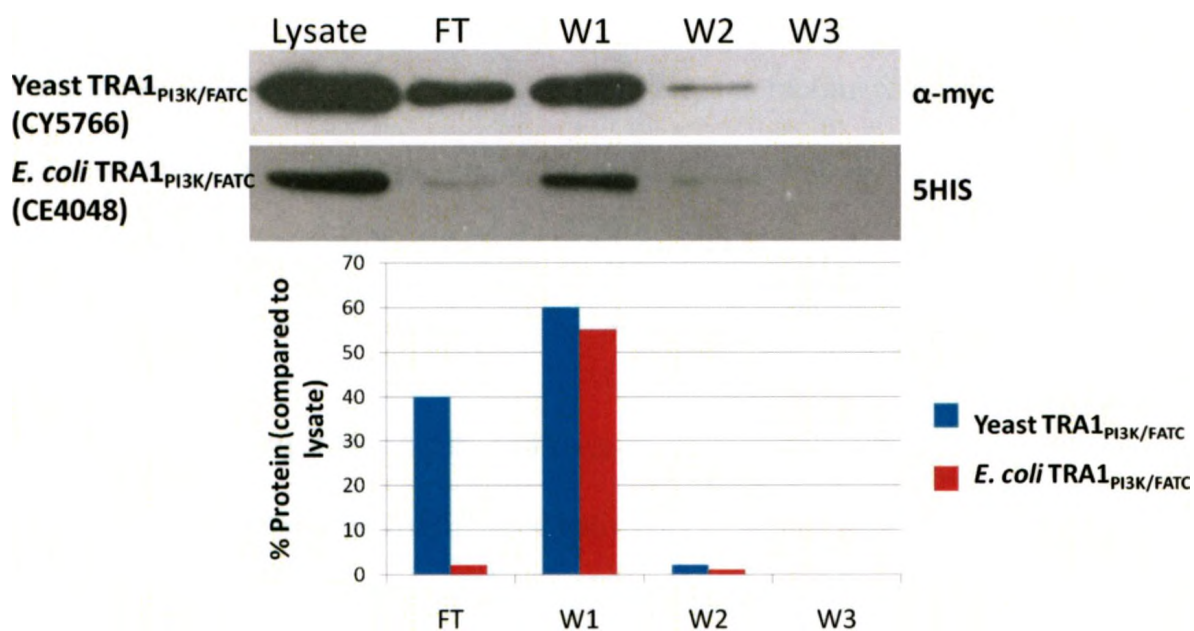 Lysate FT W1 W2 W3
Yeast TRA1PI3K/FATC
(CY5766)
α-myc
E. coli TRA1PI3K/FATC
(CE4048)
5HIS
% Protein (compared to
lysate)
70
60
50
40
30
20
10
0
FT W1 W2 W3
Yeast TRA1PI3K/FATC
E. coli TRA1PI3K/FATC